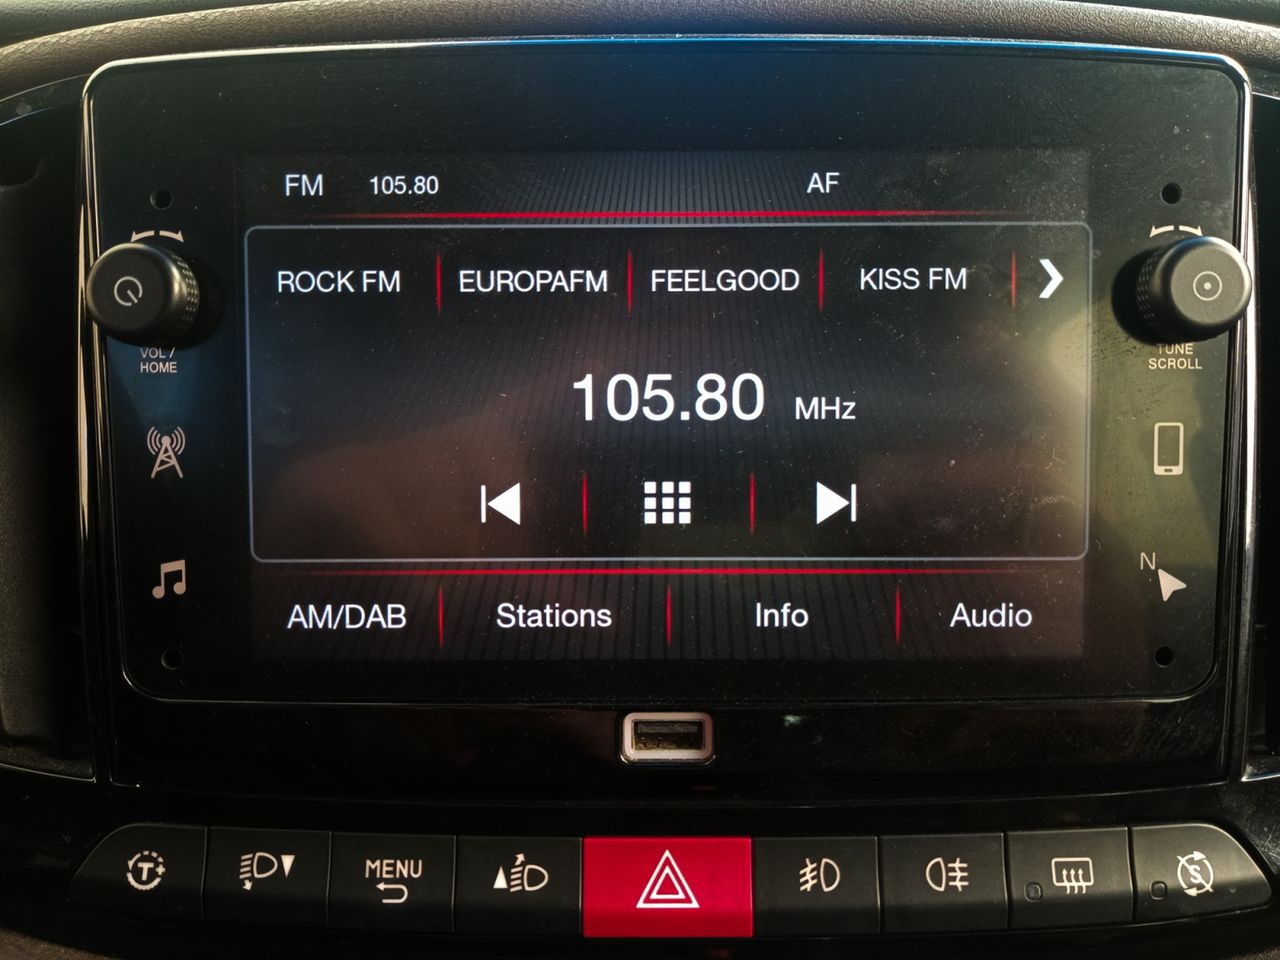 FM 105.80 AF
ROCK FM EUROPAFM FEELGOOD KISS FM
105.80 MHz
AM/DAB Stations Info Audio
VOL /
HOME
TUNE
SCROLL
N
T
MENU
S